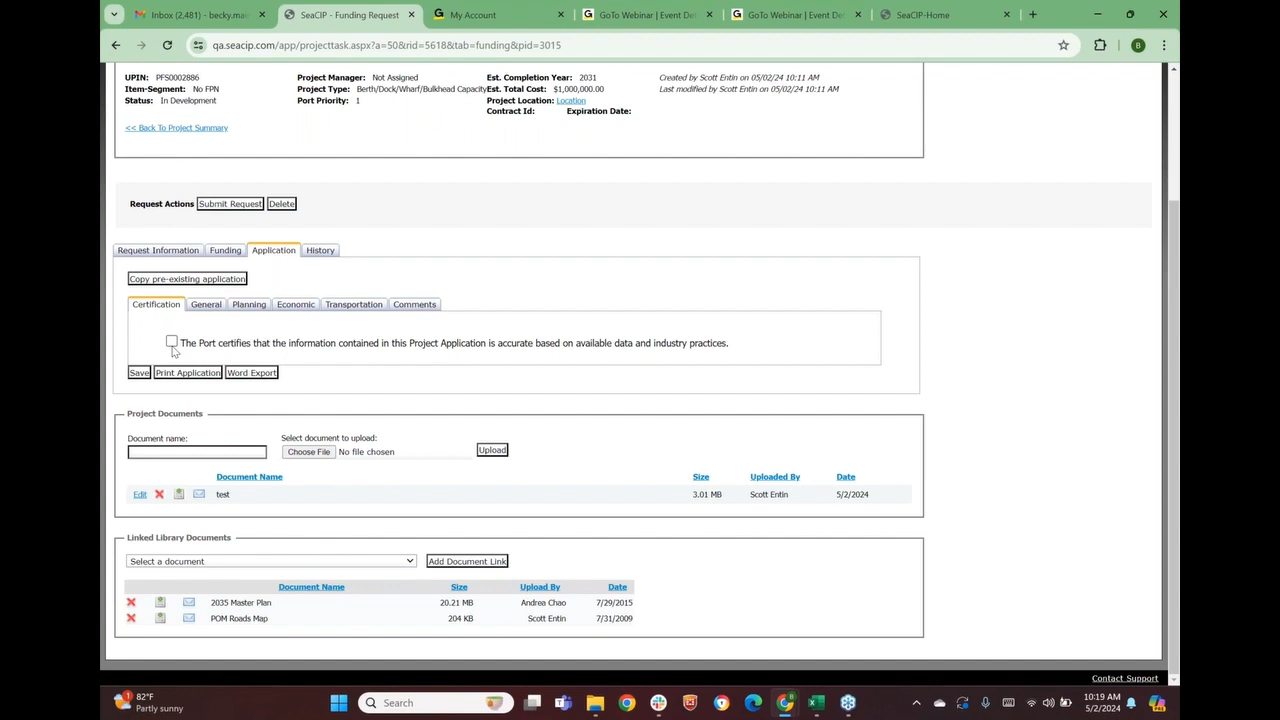 Inbox (2,481) - becky.mai
SeaCIP - Funding Request
My Account
GoTo Webinar | Event De
GoTo Webinar | Event De
SeaCIP-Home
qa.seacip.com/app/projecttask.aspx?a=50&rid=5618&tab=funding&pid=3015
B
UPIN: PFS0002886 Project Manager: Not Assigned Est. Completion Year: 2031 Created by Scott Entin on 05/02/24 10:11 AM
Item-Segment: No FPN Project Type: Berth/Dock/Wharf/Bulkhead Capacity Est. Total Cost: $1,000,000.00 Last modified by Scott Entin on 05/02/24 10:11 AM
Status: In Development Port Priority: 1 Project Location: Location
Contract Id: Expiration Date:
<< Back To Project Summary
Request Actions Submit Request Delete
Request Information Funding Application History
Copy pre-existing application
Certification General Planning Economic Transportation Comments
The Port certifies that the information contained in this Project Application is accurate based on available data and industry practices.
Save Print Application Word Export
Project Documents
Document name: Select document to upload:
Choose File No file chosen Upload
Document Name Size Uploaded By Date
Edit test 3.01 MB Scott Entin 5/2/2024
Linked Library Documents
Select a document Add Document Link
Document Name Size Upload By Date
2035 Master Plan 20.21 MB Andrea Chao 7/29/2015
POM Roads Map 204 KB Scott Entin 7/31/2009
Contact Support
1 82°F
Partly sunny
Search
10:19 AM
5/2/2024